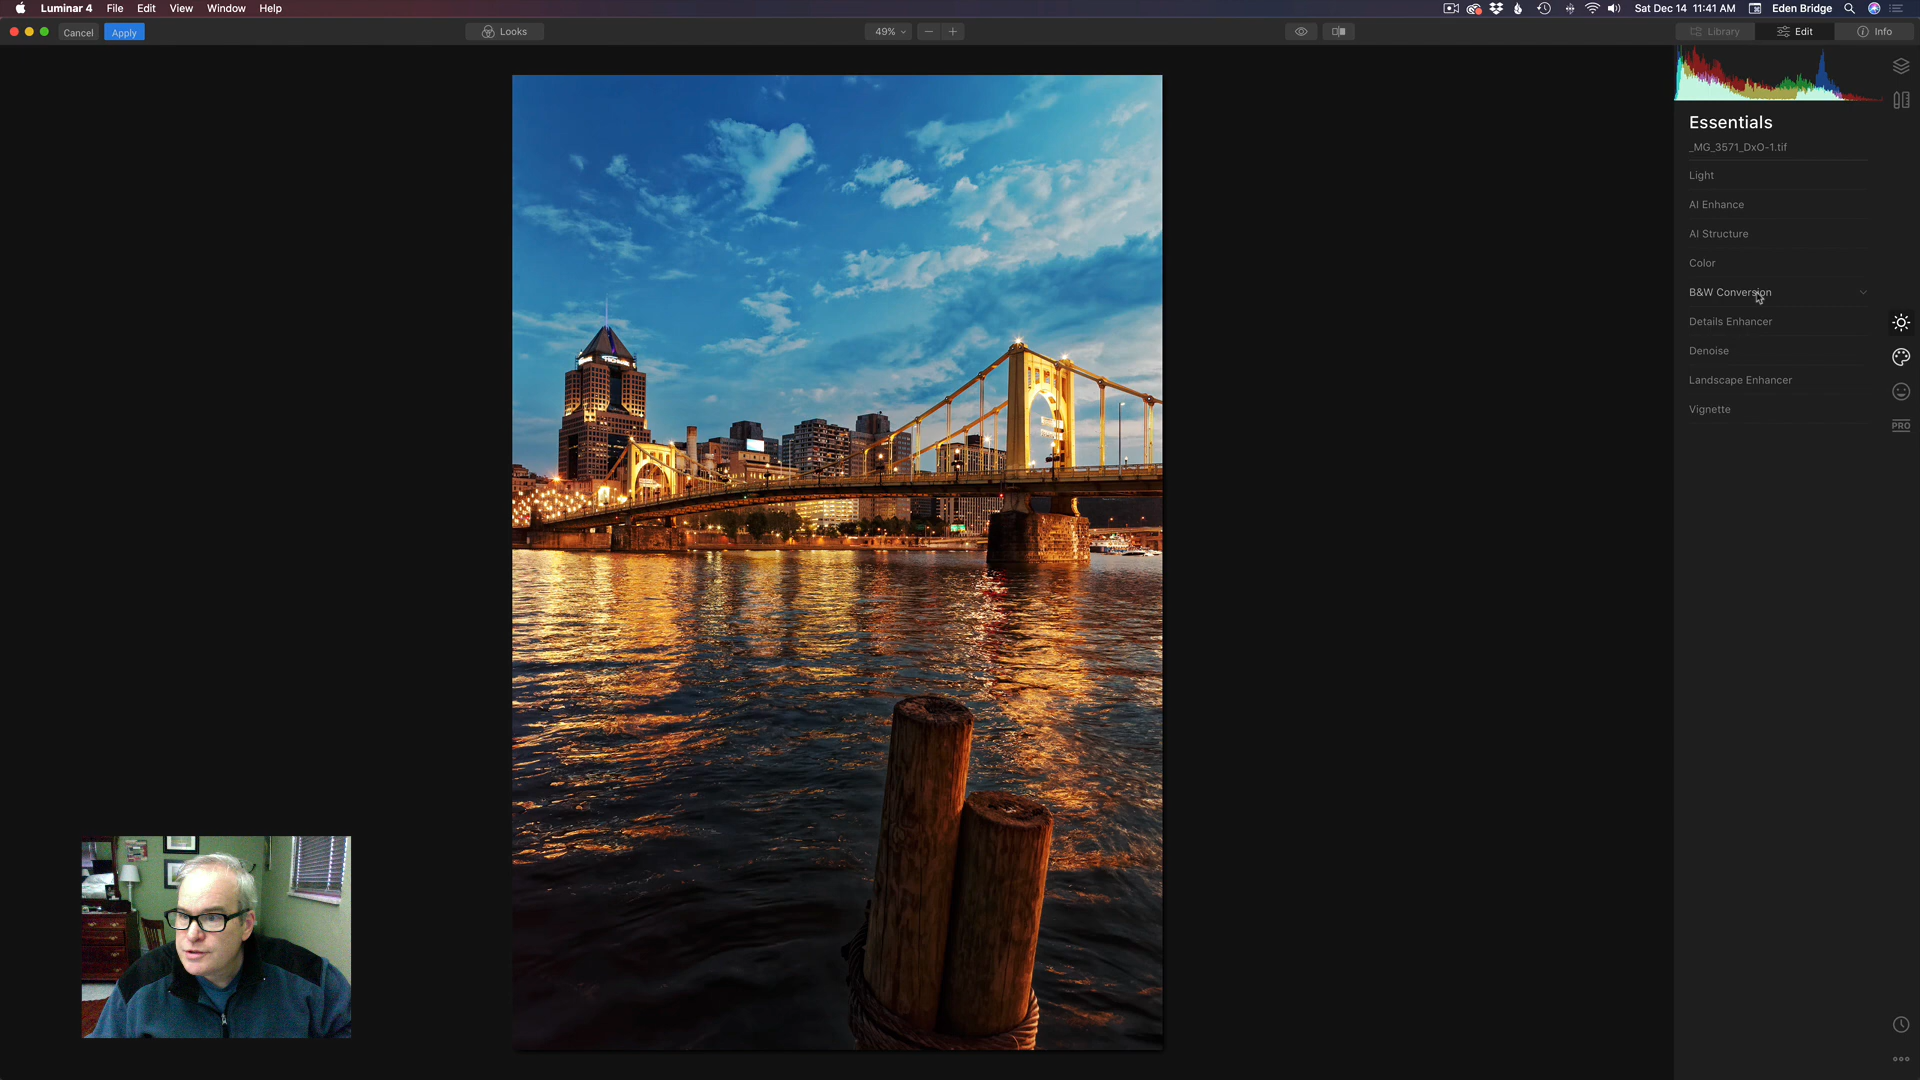 Luminar 4 File Edit View Window Help Sat Dec 14 11:41 AM Eden Bridge
Cancel Apply Looks 49% Library Edit Info
Essentials
_MG_3571_DxO-1.tif
Light
AI Enhance
AI Structure
Color
B&W Conversion
Details Enhancer
Denoise
Landscape Enhancer
Vignette
PRO